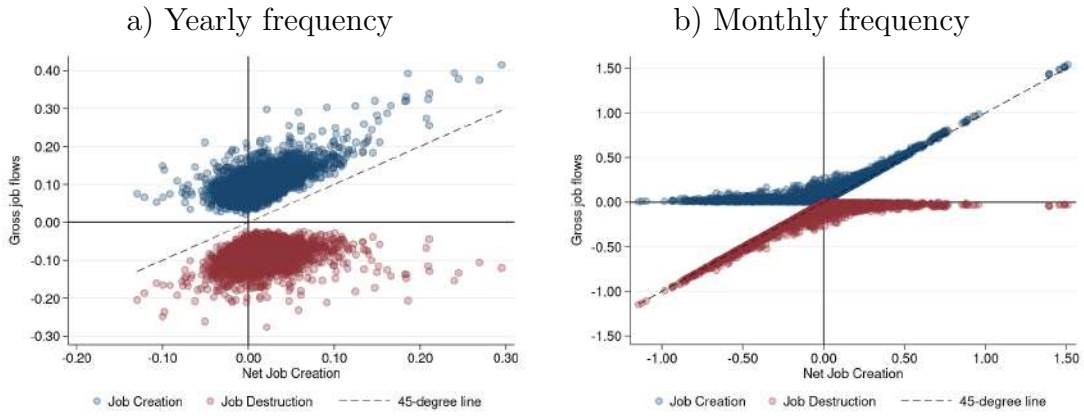 a) Yearly frequency
0.40
0.30
0.20
0.10
0.00
-0.10
-0.20
-0.30
Gross job flows
-0.20 -0.10 0.00 0.10 0.20 0.30
Net Job Creation
Job Creation Job Destruction 45-degree line
b) Monthly frequency
1.50
1.00
0.50
0.00
-0.50
-1.00
-1.50
Gross job flows
-1.00 -0.50 0.00 0.50 1.00 1.50
Net Job Creation
Job Creation Job Destruction 45-degree line